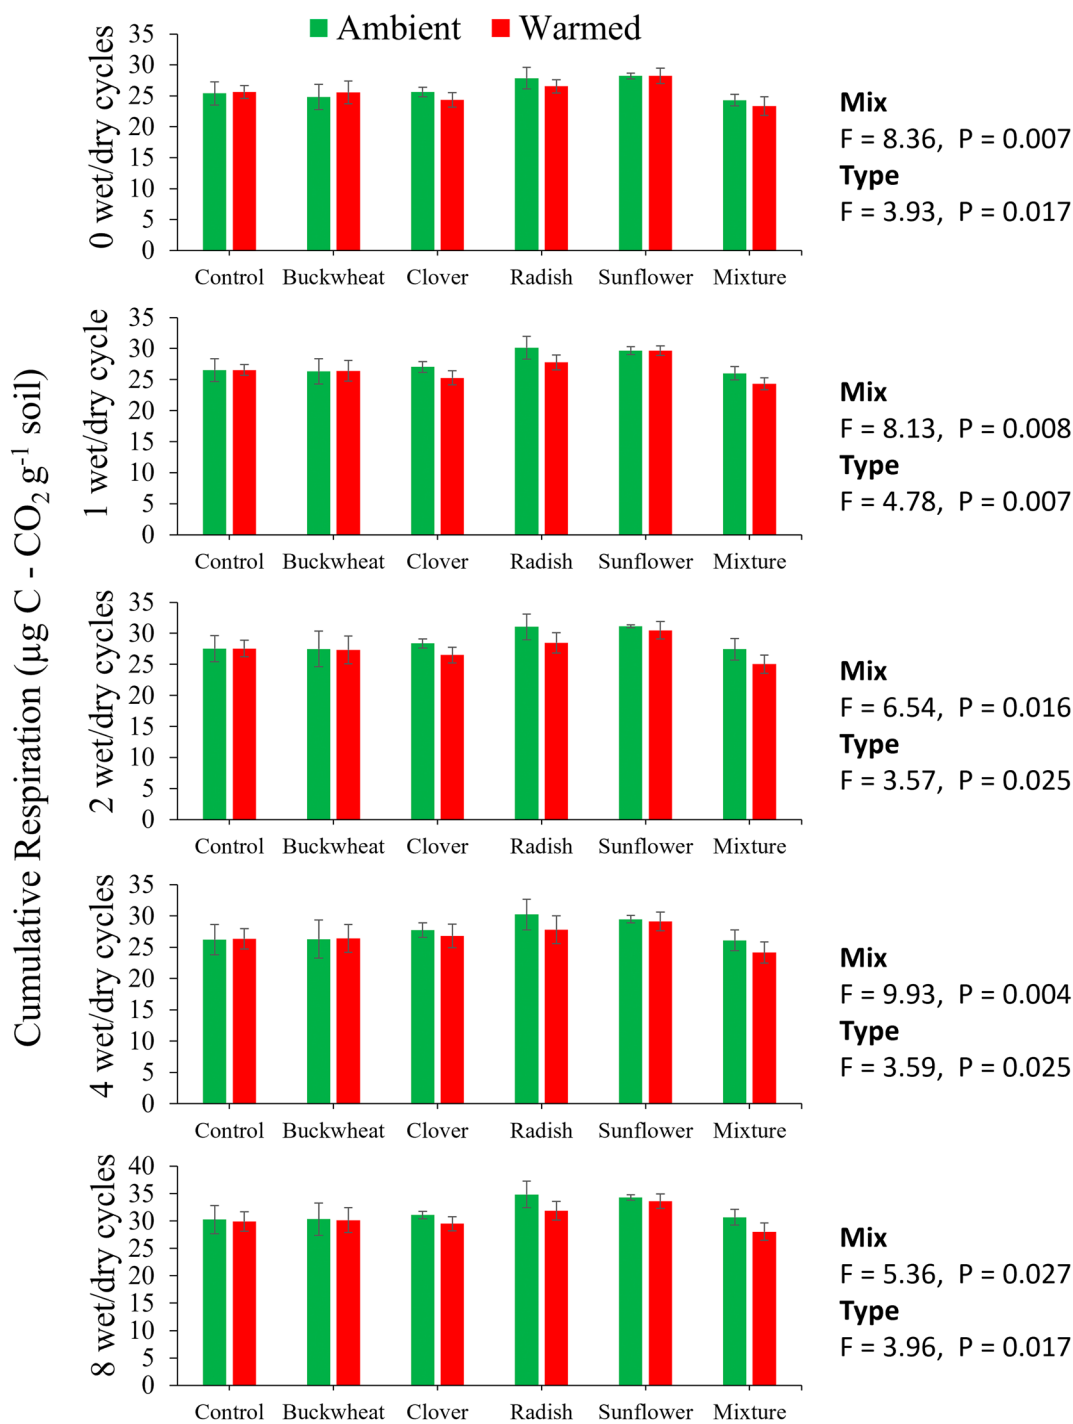 Ambient Warmed
Cumulative Respiration (µg C - CO₂ g⁻¹ soil)
0 wet/dry cycles
35
30
25
20
15
10
5
0
Control Buckwheat Clover Radish Sunflower Mixture
Mix
F = 8.36, P = 0.007
Type
F = 3.93, P = 0.017
1 wet/dry cycle
35
30
25
20
15
10
5
0
Control Buckwheat Clover Radish Sunflower Mixture
Mix
F = 8.13, P = 0.008
Type
F = 4.78, P = 0.007
2 wet/dry cycles
35
30
25
20
15
10
5
0
Control Buckwheat Clover Radish Sunflower Mixture
Mix
F = 6.54, P = 0.016
Type
F = 3.57, P = 0.025
4 wet/dry cycles
35
30
25
20
15
10
5
0
Control Buckwheat Clover Radish Sunflower Mixture
Mix
F = 9.93, P = 0.004
Type
F = 3.59, P = 0.025
8 wet/dry cycles
40
35
30
25
20
15
10
5
0
Control Buckwheat Clover Radish Sunflower Mixture
Mix
F = 5.36, P = 0.027
Type
F = 3.96, P = 0.017